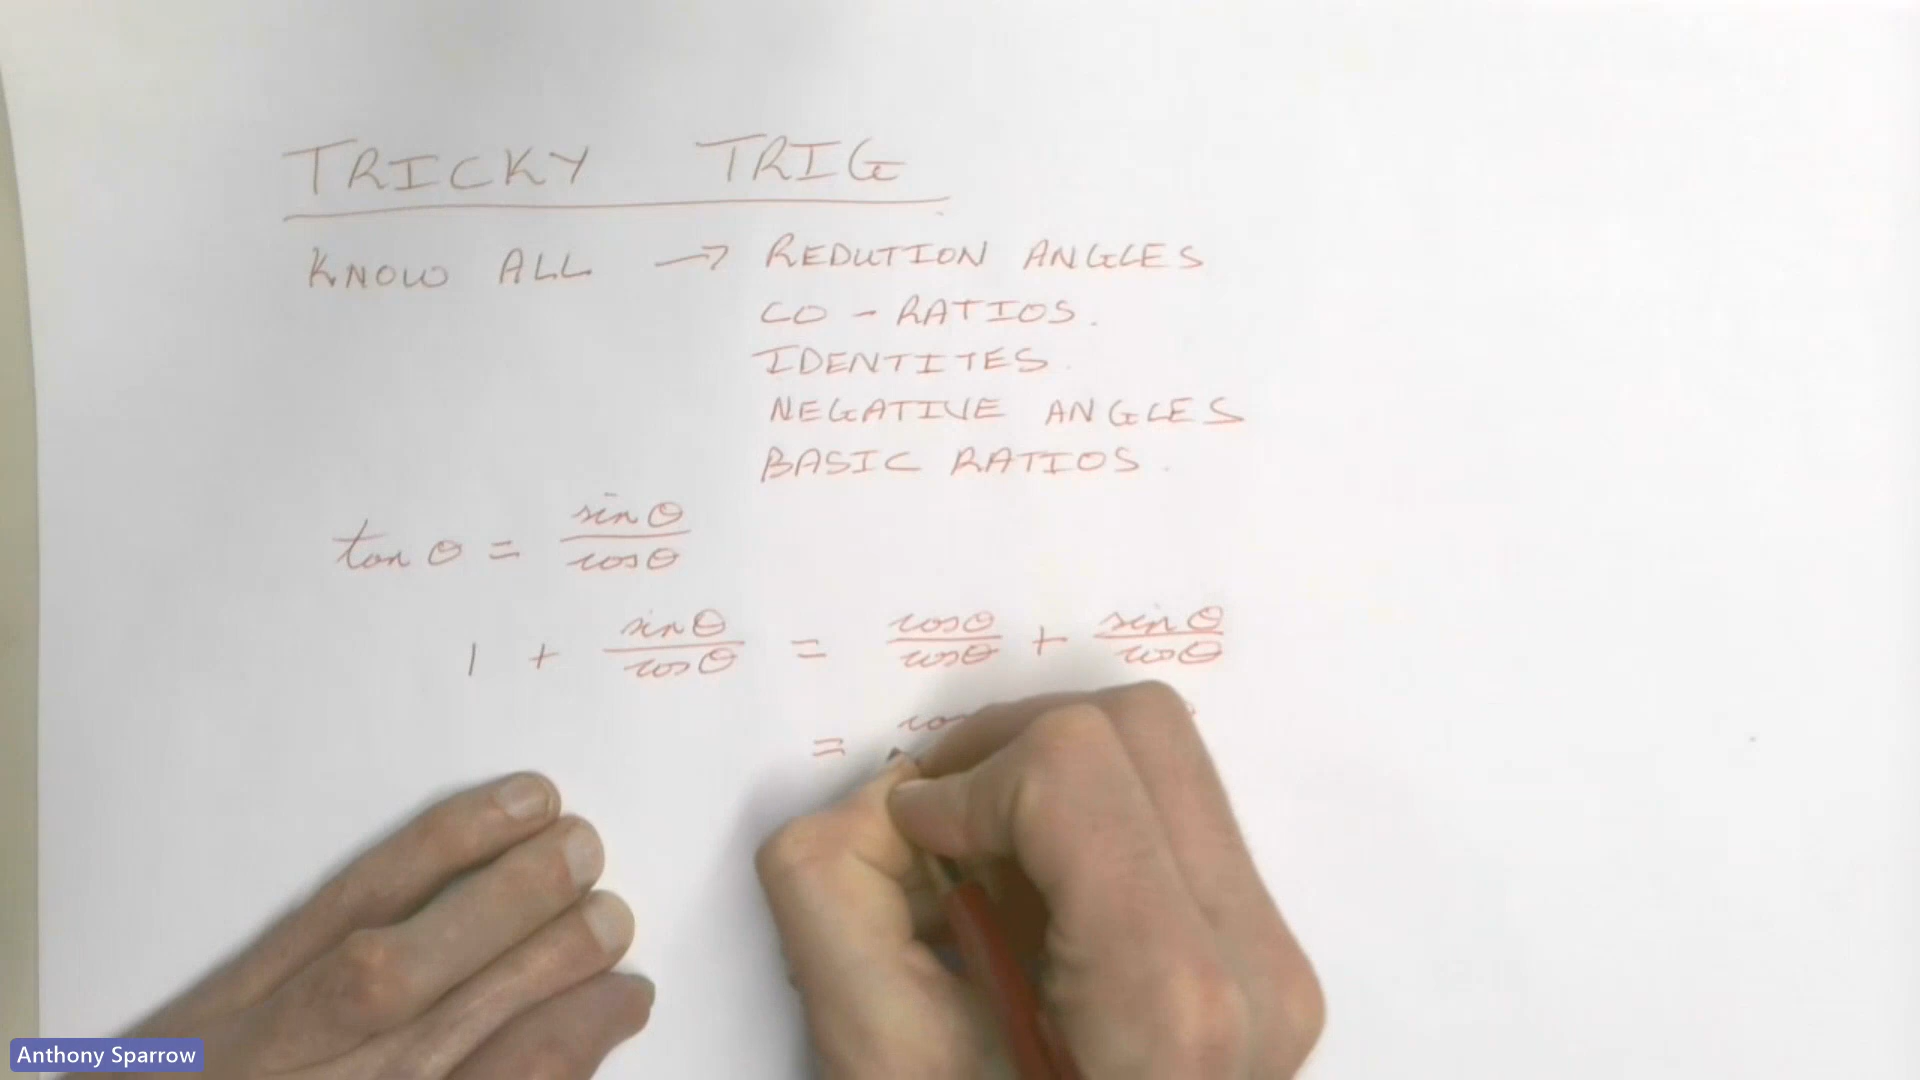 TRICKY TRIG
KNOW ALL → REDUTION ANGLES
CO - RATIOS.
IDENTITES.
NEGATIVE ANGLES
BASIC RATIOS.
tan θ = sin θ / cos θ
1 + sin θ / cos θ = cos θ / cos θ + sin θ / cos θ
=
Anthony Sparrow